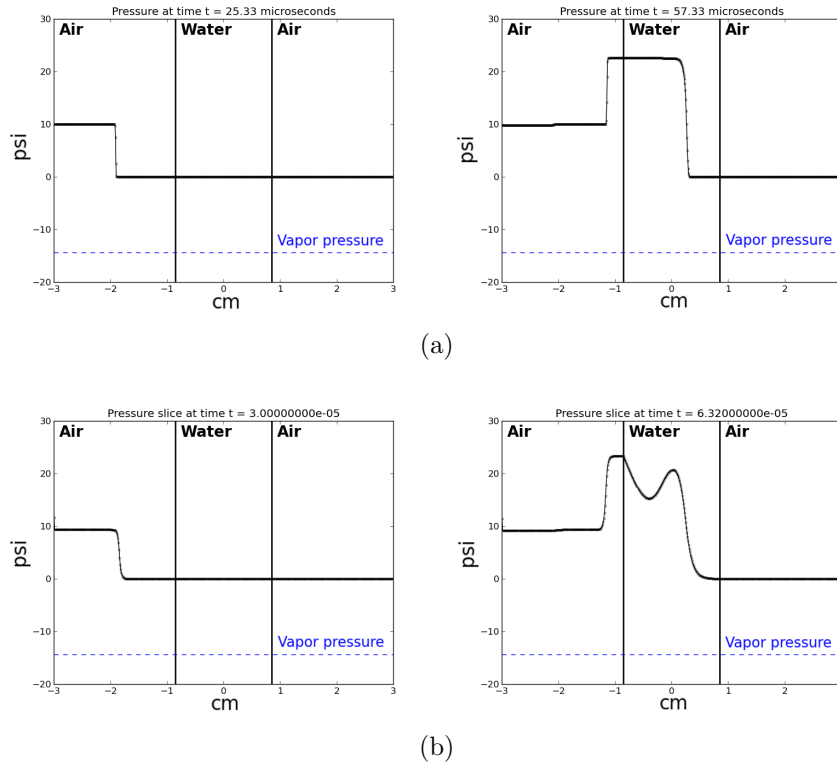 Pressure at time t = 25.33 microseconds
30
20
10
0
−10
−20
psi
Air
Water
Air
Vapor pressure
−3
−2
−1
0
1
2
3
cm
Pressure at time t = 57.33 microseconds
30
20
10
0
−10
−20
psi
Air
Water
Air
Vapor pressure
−3
−2
−1
0
1
2
cm
(a)
Pressure slice at time t = 3.00000000e-05
30
20
10
0
−10
−20
psi
Air
Water
Air
Vapor pressure
−3
−2
−1
0
1
2
3
cm
Pressure slice at time t = 6.32000000e-05
30
20
10
0
−10
−20
psi
Air
Water
Air
Vapor pressure
−3
−2
−1
0
1
2
cm
(b)